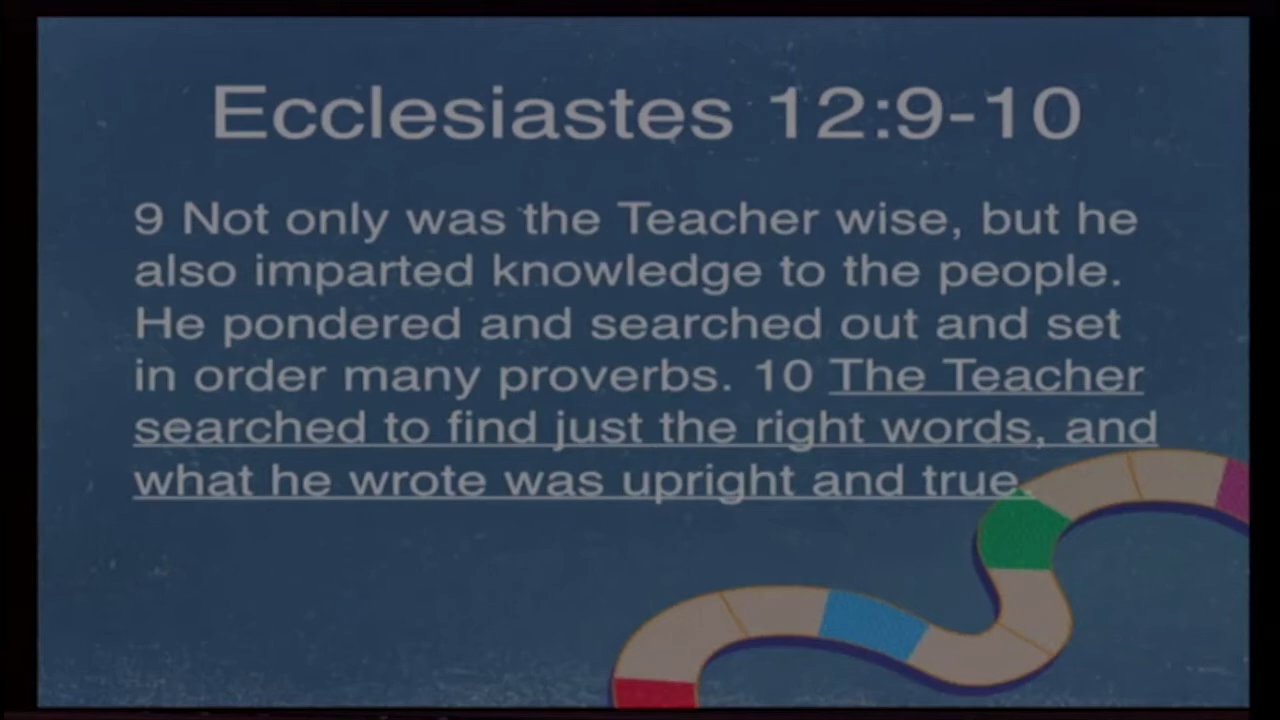 Ecclesiastes 12:9-10
9 Not only was the Teacher wise, but he
also imparted knowledge to the people.
He pondered and searched out and set
in order many proverbs. 10 The Teacher
searched to find just the right words, and
what he wrote was upright and true.